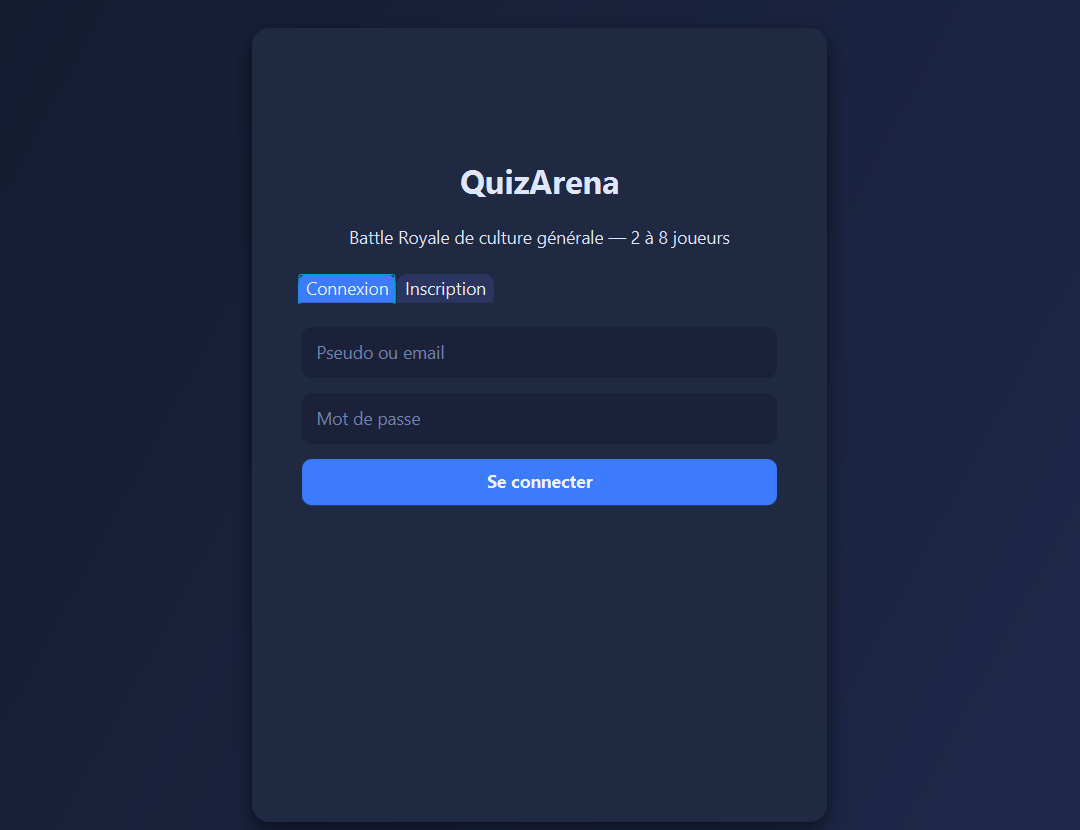 QuizArena
Battle Royale de culture générale — 2 à 8 joueurs
Connexion Inscription
Pseudo ou email
Mot de passe
Se connecter